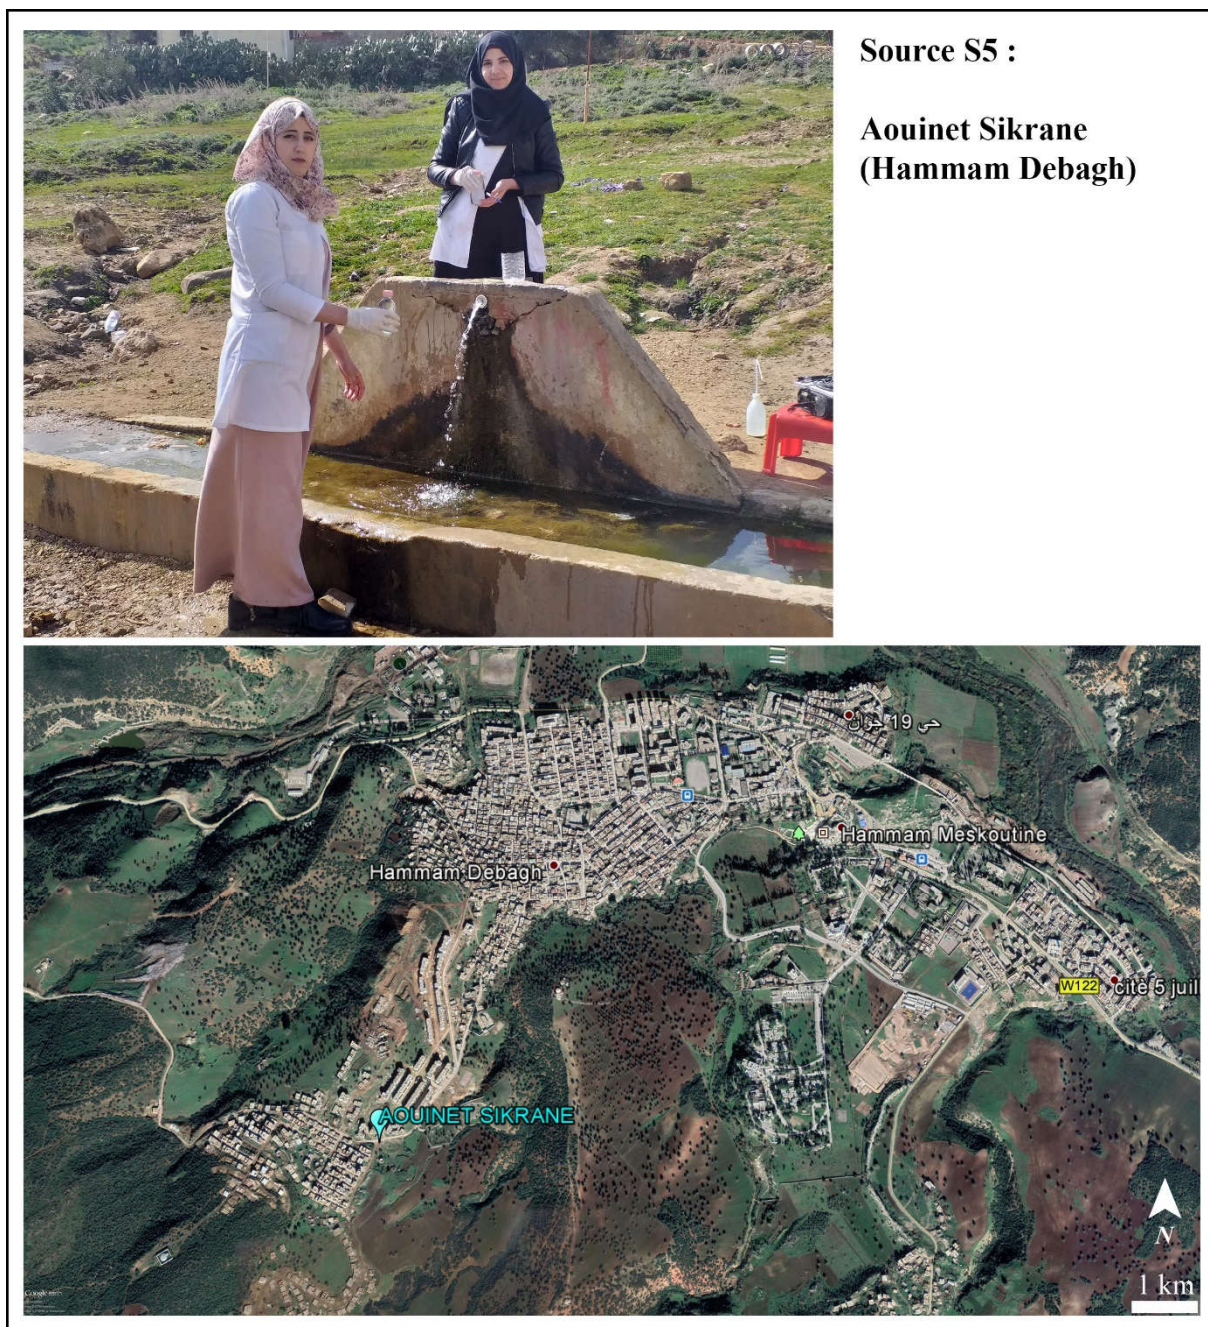 Source S5 :
Aouinet Sikrane
(Hammam Debagh)
حي 19 جوان
Hammam Meskoutine
Hammam Debagh
W122
cite 5 juil
AOUINET SIKRANE
N
1 km